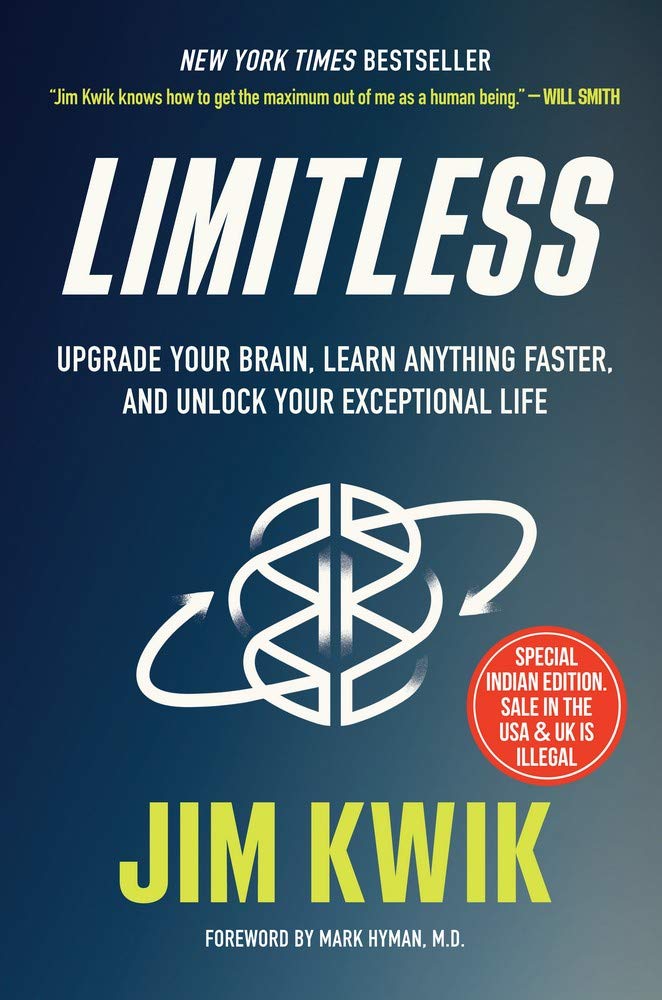 NEW YORK TIMES BESTSELLER
“Jim Kwik knows how to get the maximum out of me as a human being.” — WILL SMITH
LIMITLESS
UPGRADE YOUR BRAIN, LEARN ANYTHING FASTER,
AND UNLOCK YOUR EXCEPTIONAL LIFE
SPECIAL
INDIAN EDITION.
SALE IN THE
USA & UK IS
ILLEGAL
JIM KWIK
FOREWORD BY MARK HYMAN, M.D.